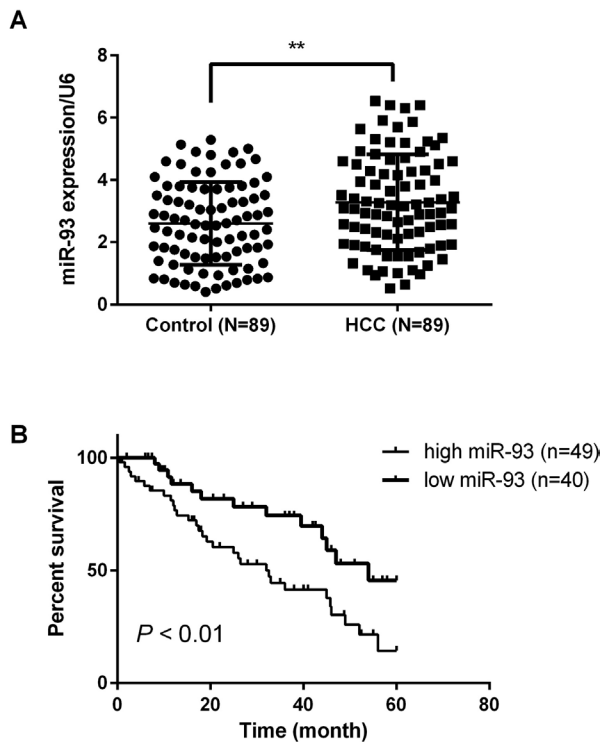 A
**
miR-93 expression/U6
8
6
4
2
0
Control (N=89)
HCC (N=89)
B
high miR-93 (n=49)
low miR-93 (n=40)
Percent survival
100
50
0
P < 0.01
0
20
40
60
80
Time (month)